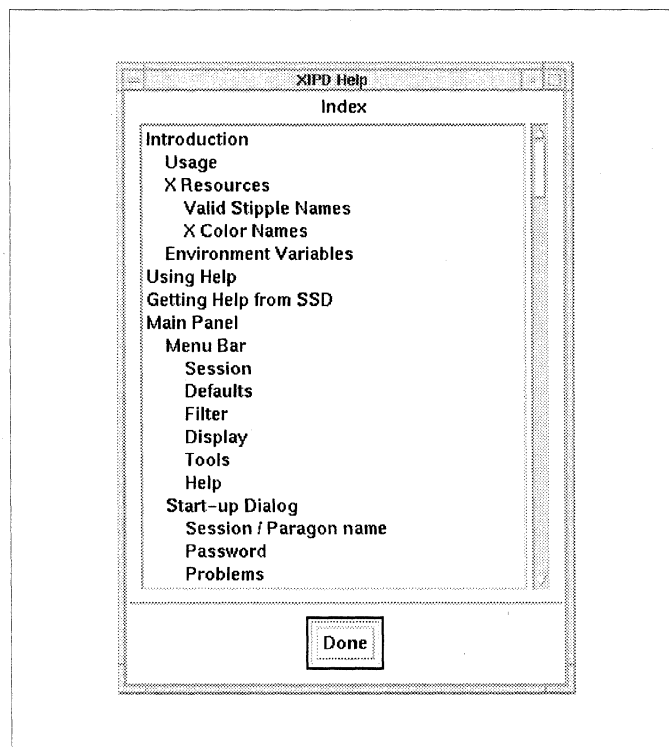 XIPD Help
Index
Introduction
Usage
X Resources
Valid Stipple Names
X Color Names
Environment Variables
Using Help
Getting Help from SSD
Main Panel
Menu Bar
Session
Defaults
Filter
Display
Tools
Help
Start-up Dialog
Session / Paragon name
Password
Problems
Done